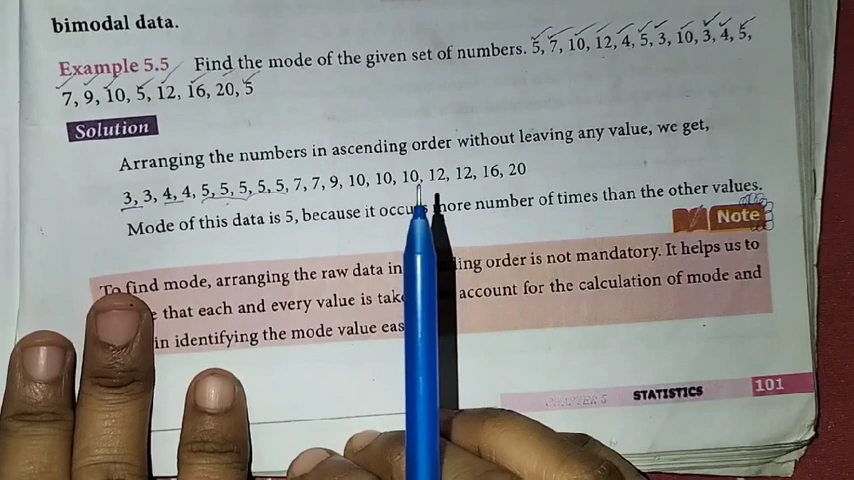 bimodal data.
Example 5.5 Find the mode of the given set of numbers. 5, 7, 10, 12, 4, 5, 3, 10, 3, 4, 5,
7, 9, 10, 5, 12, 16, 20, 5
Solution
Arranging the numbers in ascending order without leaving any value, we get,
3, 3, 4, 4, 5, 5, 5, 5, 5, 7, 7, 9, 10, 10, 10, 12, 12, 16, 20
Mode of this data is 5, because it occurs more number of times than the other values.
Note
To find mode, arranging the raw data in ding order is not mandatory. It helps us to
e that each and every value is take account for the calculation of mode and
in identifying the mode value eas
CHAPTER 5 STATISTICS 101